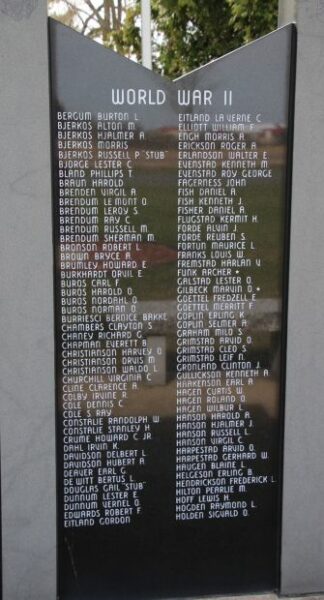 WORLD WAR II
BERGUM BURTON L.
BJERKOS ALTON M.
BJERKOS HJALMER A.
BJERKOS MORRIS
BJERKOS RUSSELL P. "STUB"
BJORGE LESTER C.
BLAND PHILLIPS T.
BRAUN HAROLD
BRENDEN VIRGIL A.
BRENDUM LE MONT O.
BRENDUM LEROY S.
BRENDUM RAY C.
BRENDUM RUSSELL M.
BRENDUM SHERMAN M.
BRONSON ROBERT L.
BROWN BRYCE A.
BRUMLEY HOWARD E.
BURKHARDT ORVIL E.
BUROS CARL F.
BUROS HAROLD O.
BUROS NORDAHL O.
BUROS NORMAN O.
BURRIESCI BERNICE BAKKE
CHAMBERS CLAYTON S.
CHANEY RICHARD G.
CHAPMAN EVERETT B.
CHRISTIANSON HARVEY O.
CHRISTIANSON ORVIS M.
CHRISTIANSON WALDO L.
CHURCHILL VIRGINIA C.
CLINE CLARENCE A.
COLBY IRVINE R.
COLE DENNIS C.
COLE S RAY
CONSTALIE RANDOLPH W.
CONSTALIE STANLEY H.
CRUME HOWARD C. JR
DAHL IRVIN K.
DAVIDSON DELBERT L.
DAVIDSON HUBERT A.
DEAVER EARL G.
DE WITT BERTUS L.
DOUGLAS GAIL "STUB"
DUNNUM LESTER E.
DUNNUM VERNEL O.
EDWARDS ROBERT F.
EITLAND GORDON
EITLAND LA VERNE C.
ELLIOTT WILLIAM F.
ENGH MORRIS A.
ERICKSON ROGER A.
ERLANDSON WALTER E.
EVENSTAD KENNETH M.
EVENSTAD ROY GEORGE
FAGERNESS JOHN
FISH DANIEL A.
FISH KENNETH J.
FISHER DANIEL A.
FLUGSTAD KERMIT H.
FORDE ALVIN J.
FORDE REUBEN S.
FORTUN MAURICE L.
FRANKS LOUIS W.
FREMSTAD HARLAN V.
FUNK ARCHER *
GALSTAD LESTER O.
GILBECK MARVIN O. *
GOETTEL FREDZELL E.
GOETTEL MERRITT F.
GOPLIN ERLING K.
GOPLIN SELMER A.
GRAHAM MILO S.
GRIMSTAD ARVID O.
GRIMSTAD CLEO S.
GRIMSTAD LEIF N.
GRONLAND CLINTON J.
GULLICKSON KENNETH A.
HAAKENSON EARL A.
HAGEN CURTIS W.
HAGEN ROLAND O.
HAGEN WILBUR L.
HANSON HAROLD A.
HANSON HJALMER J.
HANSON RUSSELL L.
HANSON VIRGIL C.
HARPESTAD ARVID O.
HARPESTAD GERHARD W.
HAUGEN BLAINE L.
HELGESON ERLING B.
HENDRICKSON FREDERICK L.
HILTON PEARLIE M.
HOFF LEWIS H.
HOGDEN RAYMOND L.
HOLDEN SIGVALD O.